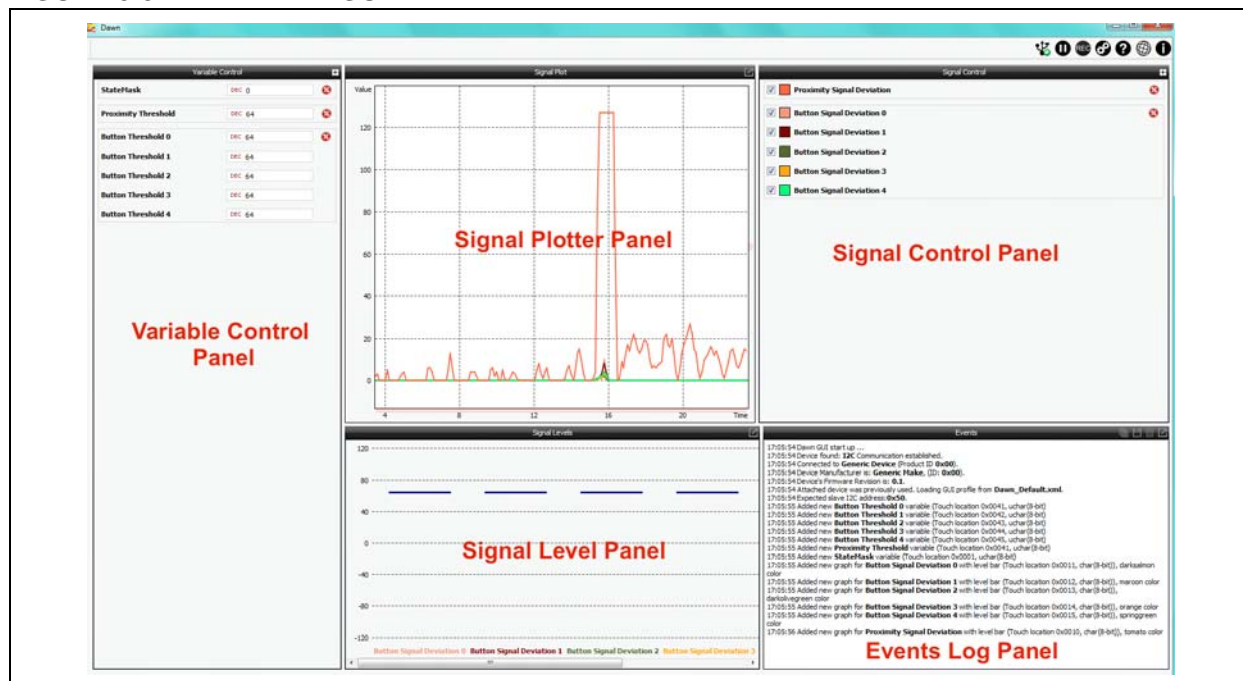 Dawn
REC
Variable Control
StateMask DEC 0
Proximity Threshold DEC 64
Button Threshold 0 DEC 64
Button Threshold 1 DEC 64
Button Threshold 2 DEC 64
Button Threshold 3 DEC 64
Button Threshold 4 DEC 64
Variable Control
Panel
Signal Plot
Value
120
100
80
60
40
20
0
4 8 12 16 20 Time
Signal Plotter Panel
Signal Control
Proximity Signal Deviation
Button Signal Deviation 0
Button Signal Deviation 1
Button Signal Deviation 2
Button Signal Deviation 3
Button Signal Deviation 4
Signal Control Panel
Signal Levels
120
80
40
0
-40
-80
-120
Signal Level Panel
Button Signal Deviation 0 Button Signal Deviation 1 Button Signal Deviation 2 Button Signal Deviation 3
Events
17:05:54 Dawn GUI start up ...
17:05:54 Device found: I2C Communication established.
17:05:54 Connected to Generic Device (Product ID 0x00).
17:05:54 Device Manufacturer is: Generic Make, (ID: 0x00).
17:05:54 Device's Firmware Revision is: 0.1.
17:05:54 Attached device was previously used. Loading GUI profile from Dawn_Default.xml.
17:05:54 Expected slave I2C address: 0x50.
17:05:55 Added new Button Threshold 0 variable (Touch location 0x0041, uchar(8-bit)
17:05:55 Added new Button Threshold 1 variable (Touch location 0x0042, uchar(8-bit)
17:05:55 Added new Button Threshold 2 variable (Touch location 0x0043, uchar(8-bit)
17:05:55 Added new Button Threshold 3 variable (Touch location 0x0044, uchar(8-bit)
17:05:55 Added new Button Threshold 4 variable (Touch location 0x0045, uchar(8-bit)
17:05:55 Added new Proximity Threshold variable (Touch location 0x0041, uchar(8-bit)
17:05:55 Added new StateMask variable (Touch location 0x0001, uchar(8-bit)
17:05:55 Added new graph for Button Signal Deviation 0 with level bar (Touch location 0x0011, char(8-bit)), darksalmon
color
17:05:55 Added new graph for Button Signal Deviation 1 with level bar (Touch location 0x0012, char(8-bit)), maroon color
17:05:55 Added new graph for Button Signal Deviation 2 with level bar (Touch location 0x0013, char(8-bit)),
darkolivegreen color
17:05:55 Added new graph for Button Signal Deviation 3 with level bar (Touch location 0x0014, char(8-bit)), orange color
17:05:55 Added new graph for Button Signal Deviation 4 with level bar (Touch location 0x0015, char(8-bit)), springgreen
color
17:05:56 Added new graph for Proximity Signal Deviation with level bar (Touch location 0x0010, char(8-bit)), tomato color
Events Log Panel